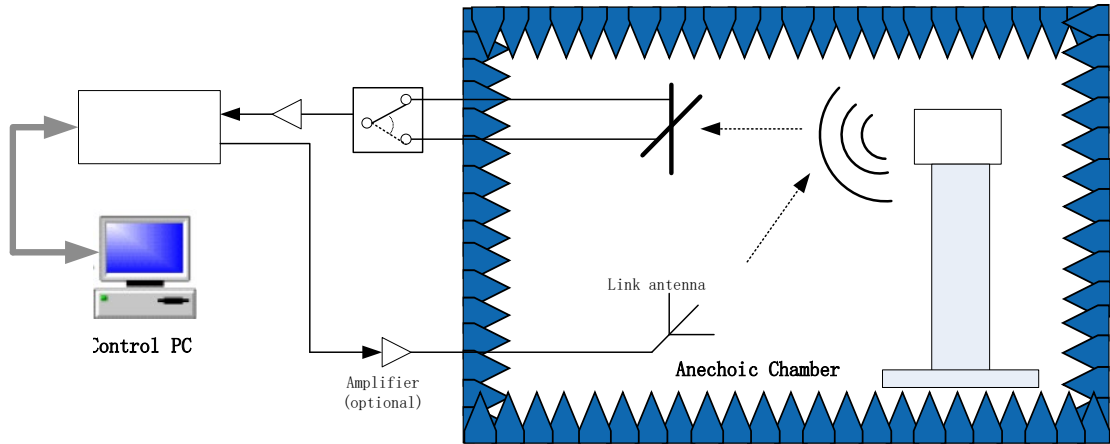 Link antenna
Control PC
Anechoic Chamber
Amplifier
(optional)